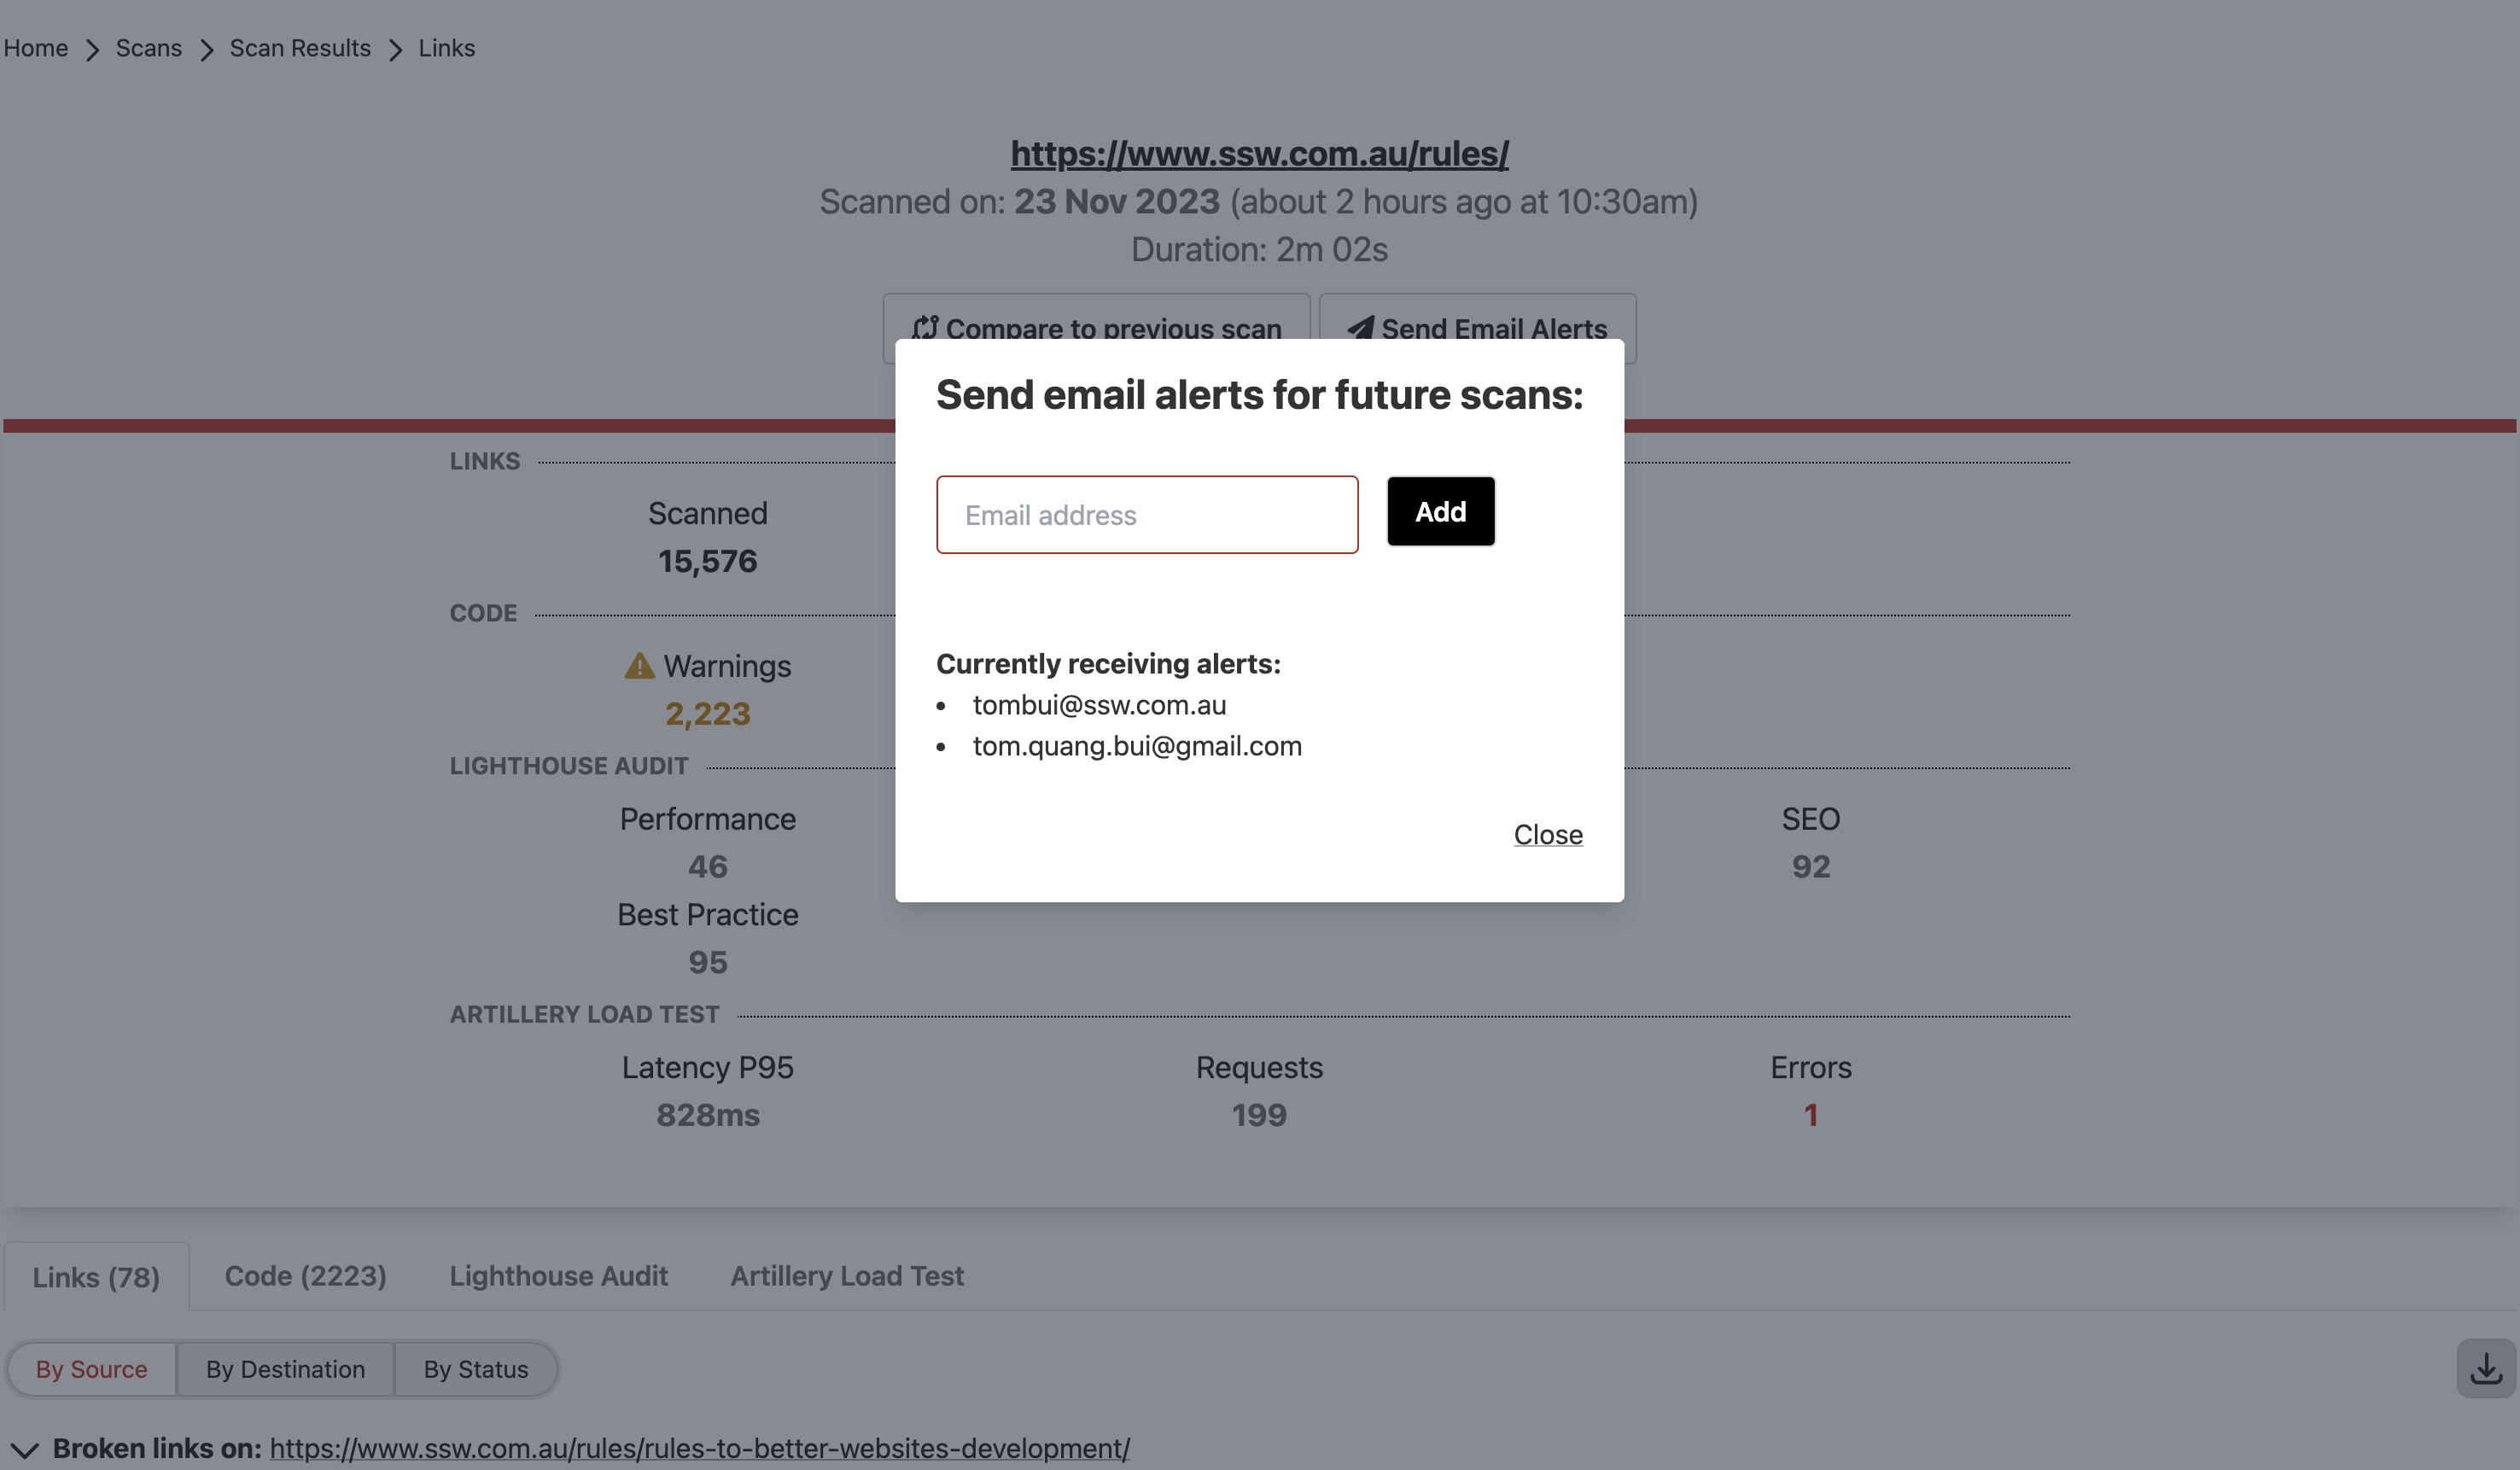 Home > Scans > Scan Results > Links
https://www.ssw.com.au/rules/
Scanned on: 23 Nov 2023 (about 2 hours ago at 10:30am)
Duration: 2m 02s
Compare to previous scan Send Email Alerts
Send email alerts for future scans:
Email address Add
Currently receiving alerts:
• tombui@ssw.com.au
• tom.quang.bui@gmail.com
Close
LINKS
Scanned
15,576
CODE
Warnings
2,223
LIGHTHOUSE AUDIT
Performance SEO
46 92
Best Practice
95
ARTILLERY LOAD TEST
Latency P95 Requests Errors
828ms 199 1
Links (78) Code (2223) Lighthouse Audit Artillery Load Test
By Source By Destination By Status
Broken links on: https://www.ssw.com.au/rules/rules-to-better-websites-development/